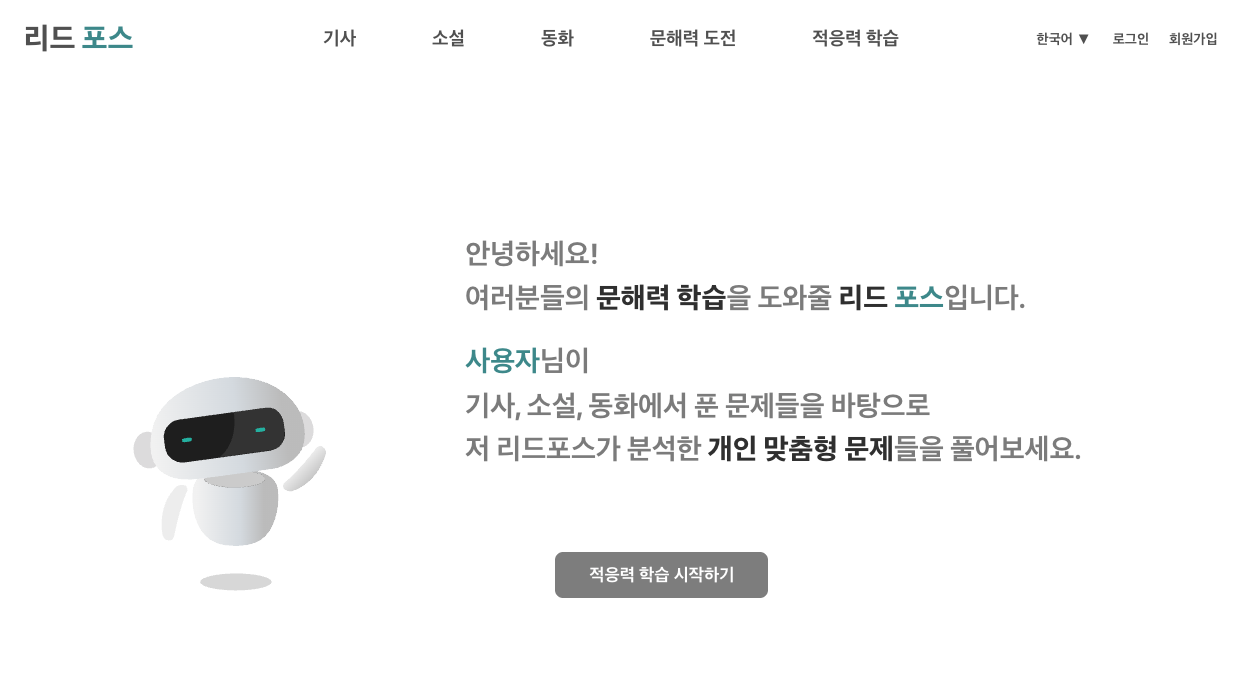 리드 포스
기사 소설 동화 문해력 도전 적응력 학습
한국어 ▼ 로그인 회원가입
안녕하세요!
여러분들의 문해력 학습을 도와줄 리드 포스입니다.
사용자님이
기사, 소설, 동화에서 푼 문제들을 바탕으로
저 리드포스가 분석한 개인 맞춤형 문제들을 풀어보세요.
적응력 학습 시작하기